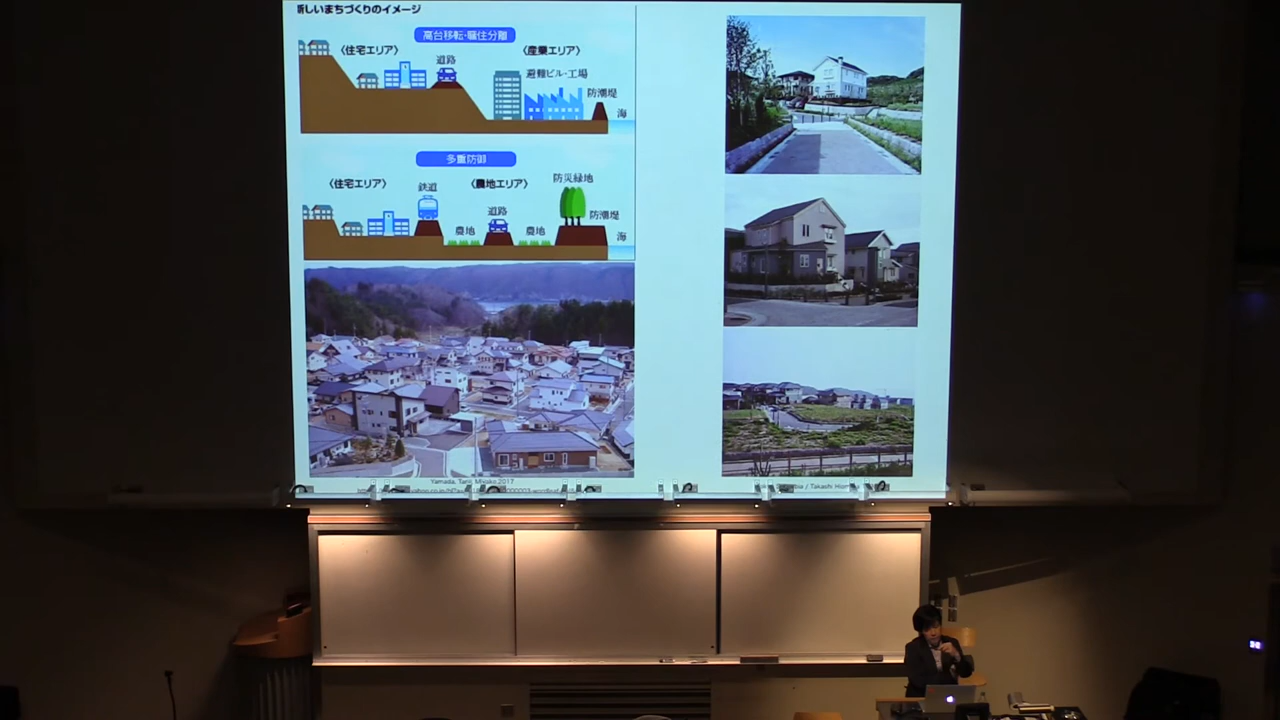 新しいまちづくりのイメージ
高台移転・職住分離
〈住宅エリア〉
〈産業エリア〉
道路
避難ビル・工場
防潮堤
海
多重防御
〈住宅エリア〉
鉄道
〈農地エリア〉
防災緑地
道路
防潮堤
農地
農地
海
Yamada, Taro, Misako 2017
/ Takashi